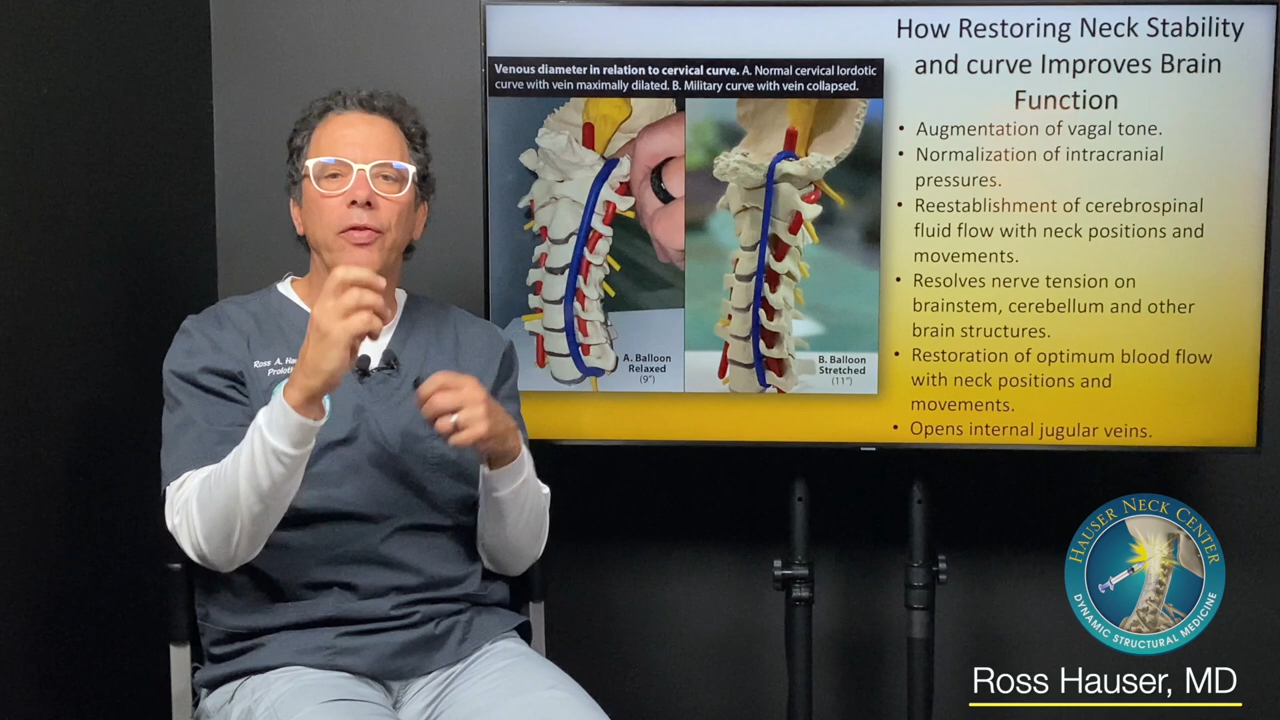 How Restoring Neck Stability
and curve Improves Brain
Function
Venous diameter in relation to cervical curve. A. Normal cervical lordotic
curve with vein maximally dilated. B. Military curve with vein collapsed.
A. Balloon
Relaxed
(9")
B. Balloon
Stretched
(11")
• Augmentation of vagal tone.
• Normalization of intracranial
pressures.
• Reestablishment of cerebrospinal
fluid flow with neck positions and
movements.
• Resolves nerve tension on
brainstem, cerebellum and other
brain structures.
• Restoration of optimum blood flow
with neck positions and
movements.
• Opens internal jugular veins.
Ross A. Ha
Prolot
HAUSER NECK CENTER
DYNAMIC STRUCTURAL MEDICINE
Ross Hauser, MD